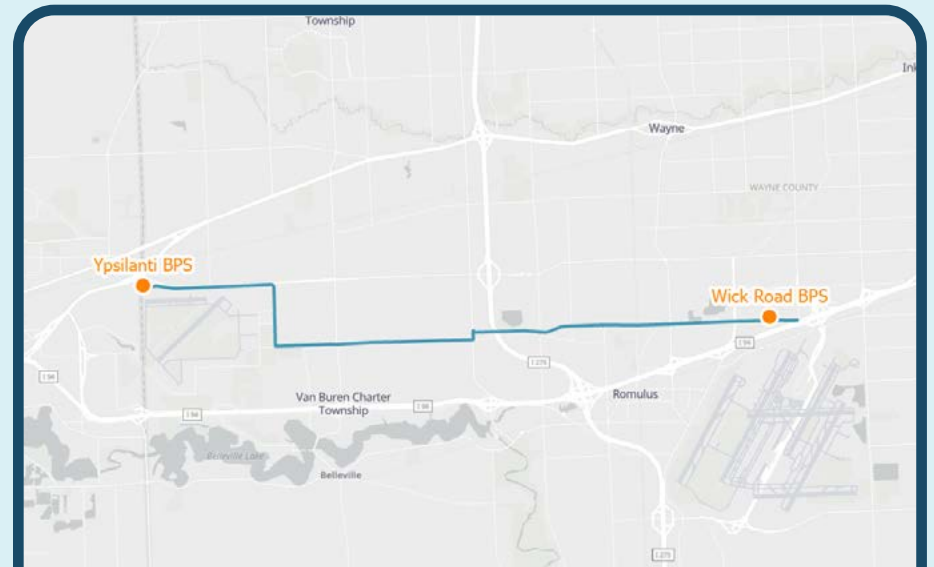 Township
Ink
Wayne
WAYNE COUNTY
Ypsilanti BPS
Wick Road BPS
I 94
I 275
I 94
Van Buren Charter
Township
I 94
I 94
Romulus
Belleville Lake
Belleville
I 275